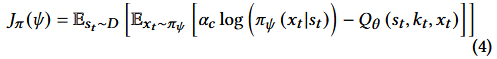 J_π(ψ) = 𝔼_{s_t∼D} [ 𝔼_{x_t∼π_ψ} [ α_c log ( π_ψ (x_t|s_t) ) − Q_θ (s_t, k_t, x_t) ] ]
(4)